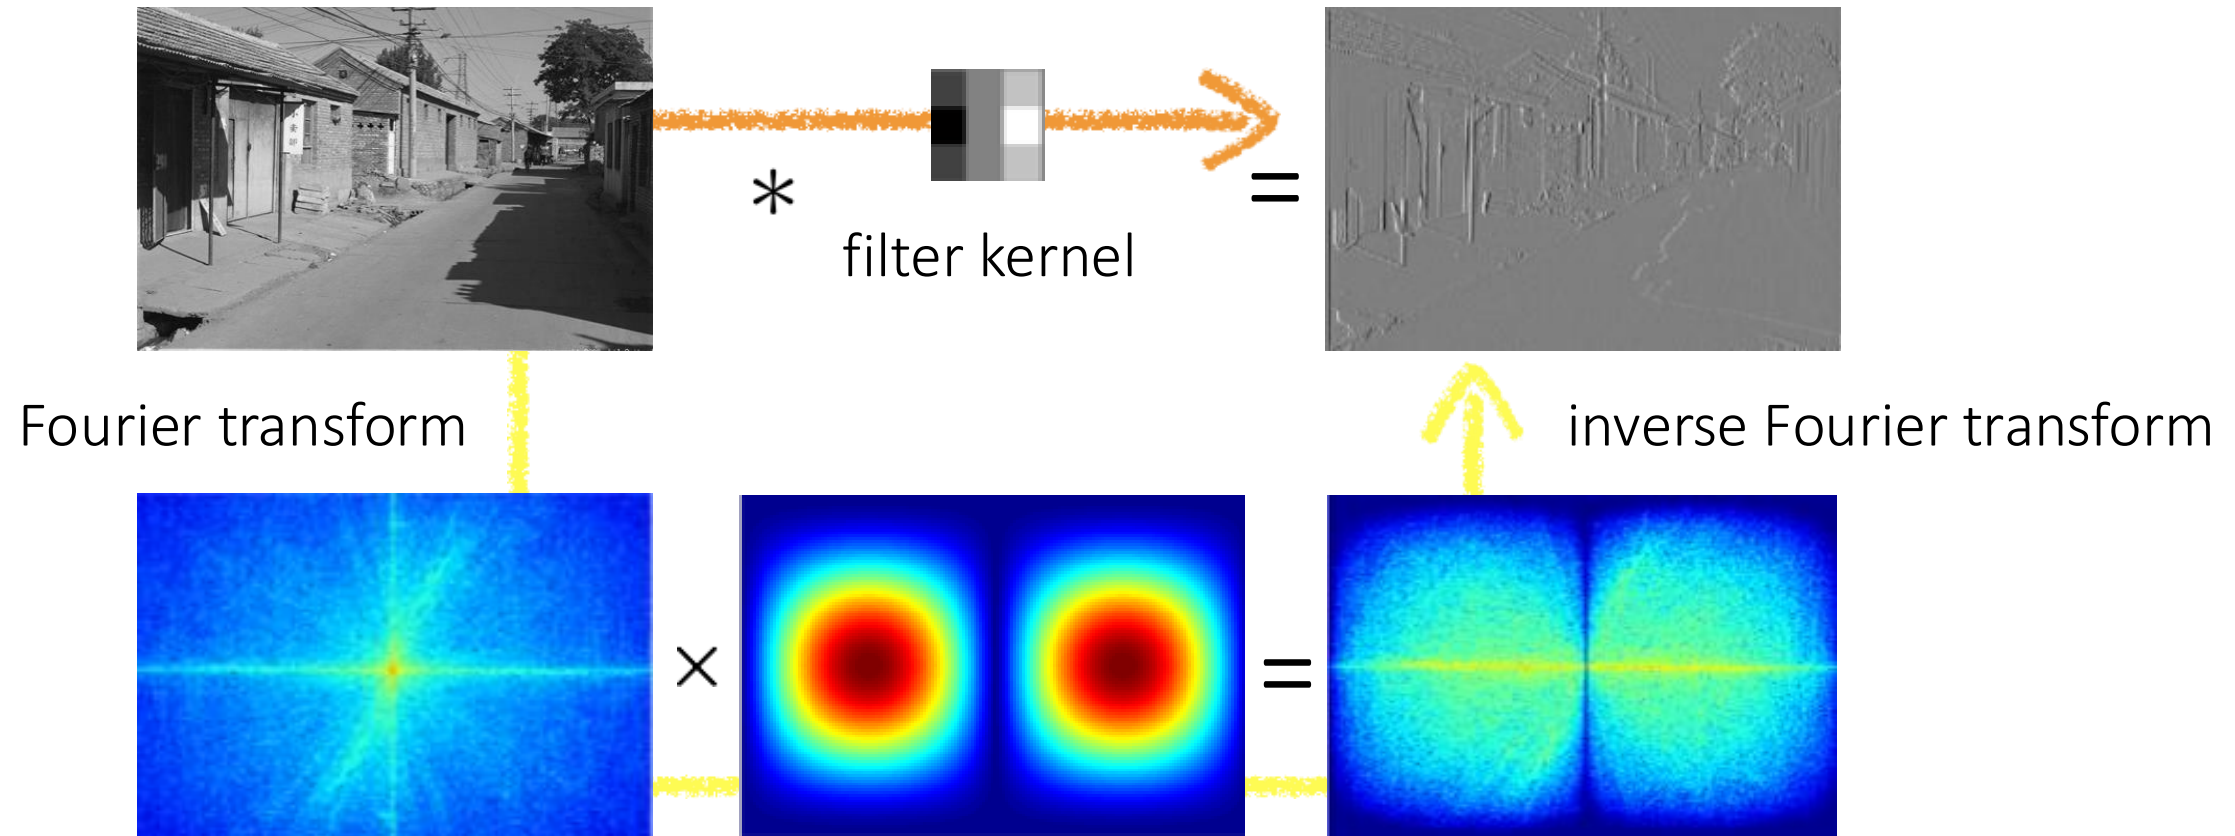 *
=
filter kernel
Fourier transform
inverse Fourier transform
×
=